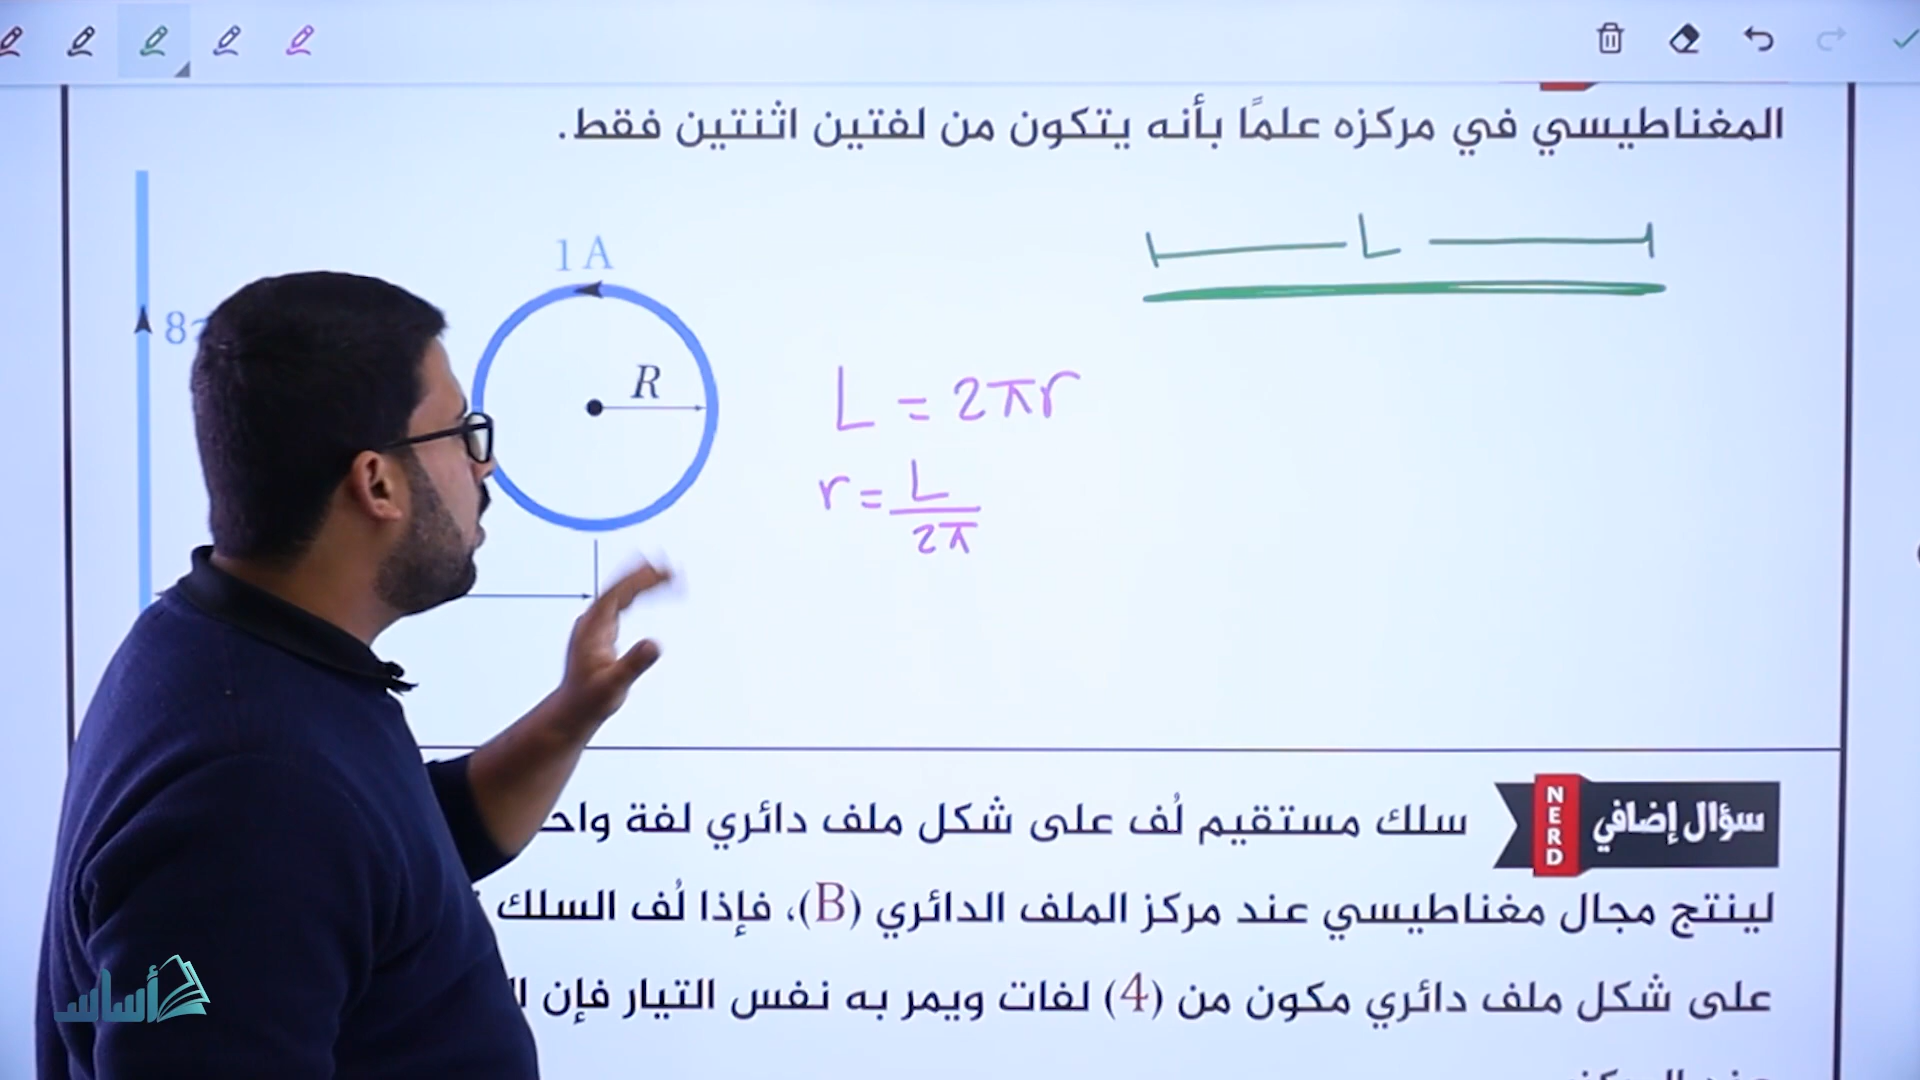 المغناطيسي في مركزه علمًا بأنه يتكون من لفتين اثنتين فقط.
L
1 A
8
R
L = 2πr
r = L / 2π
سؤال إضافي
NERD
سلك مستقيم لُف على شكل ملف دائري لفة
لينتج مجال مغناطيسي عند مركز الملف الدائري (B)، فإذا لُف السلك
على شكل ملف دائري مكون من (4) لفات ويمر به نفس التيار فإن
أساس